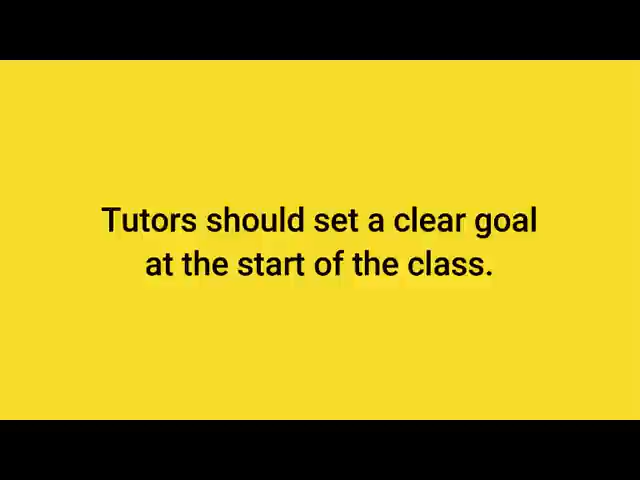 Tutors should set a clear goal
at the start of the class.